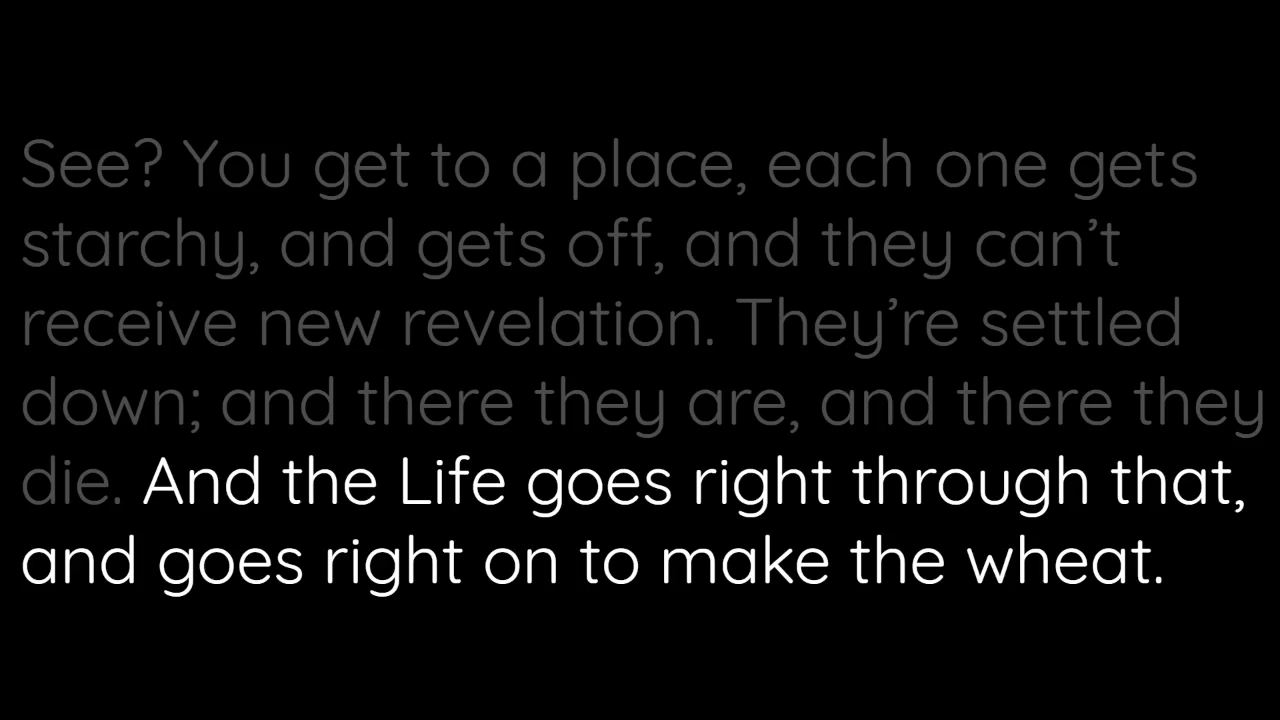 See? You get to a place, each one gets
starchy, and gets off, and they can’t
receive new revelation. They’re settled
down; and there they are, and there they
die. And the Life goes right through that,
and goes right on to make the wheat.